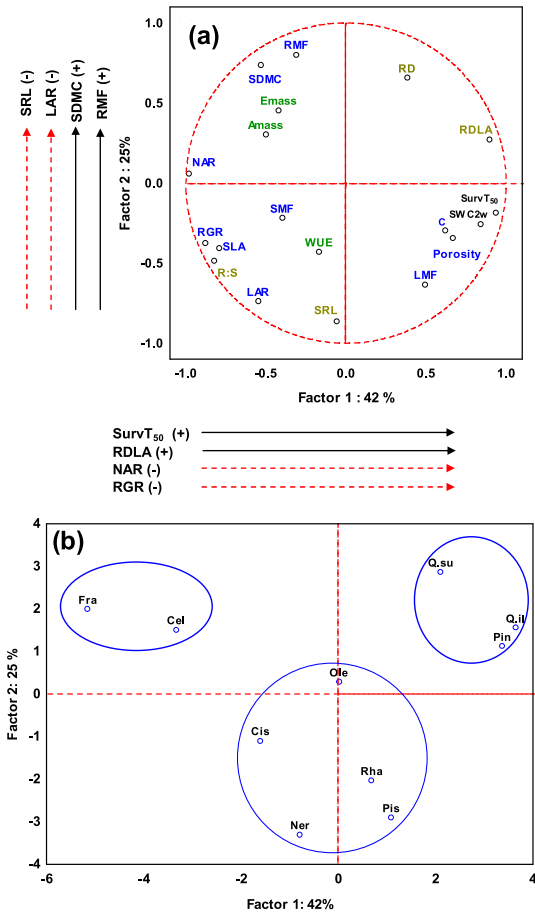 (a)
SRL (-)
LAR (-)
SDMC (+)
RMF (+)
Factor 2 : 25%
1.0
0.5
0.0
-0.5
-1.0
RMF
SDMC
RD
Emass
Amass
RDLA
NAR
SurvT50
SMF
SWC2w
C
RGR
SLA
WUE
Porosity
R:S
LMF
LAR
SRL
-1.0 -0.5 0.0 0.5 1.0
Factor 1 : 42 %
SurvT50 (+)
RDLA (+)
NAR (-)
RGR (-)
(b)
Factor 2: 25 %
4
3
2
1
0
-1
-2
-3
-4
Q.su
Fra
Cel
Q.il
Pin
Ole
Cis
Rha
Pis
Ner
-6 -4 -2 0 2 4
Factor 1: 42%